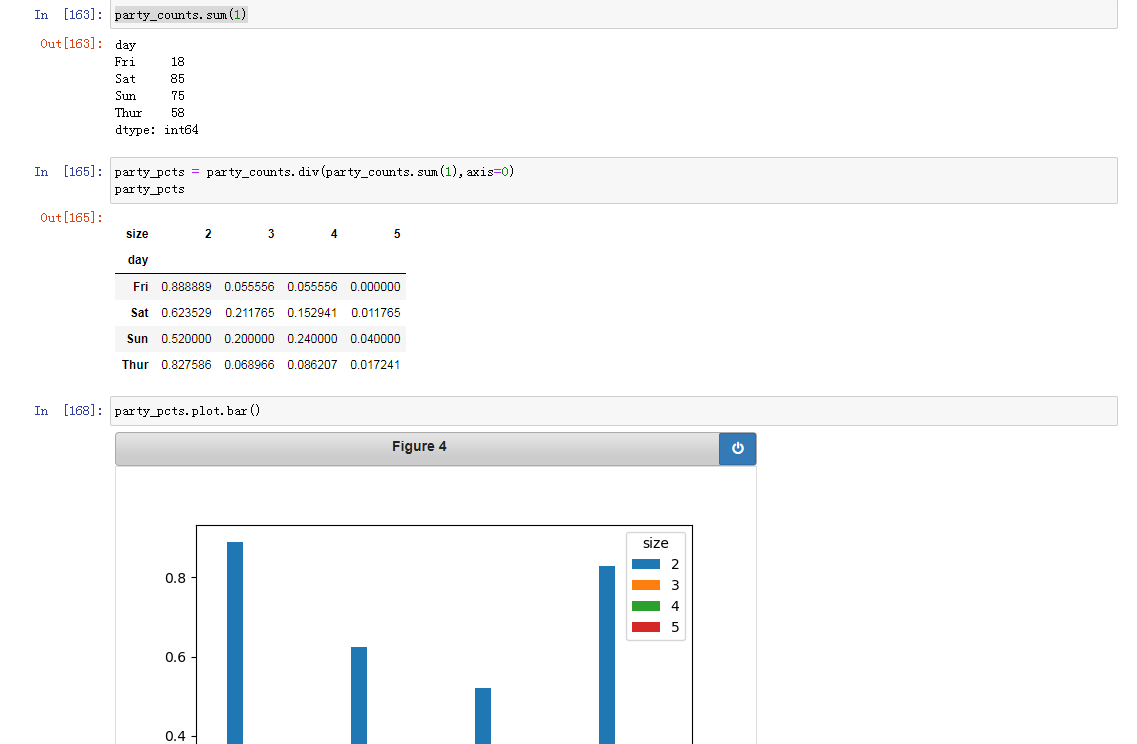 In [163]: party_counts.sum(1)
Out[163]: day
Fri 18
Sat 85
Sun 75
Thur 58
dtype: int64
In [165]: party_pcts = party_counts.div(party_counts.sum(1),axis=0)
party_pcts
Out[165]:
size 2 3 4 5
day
Fri 0.888889 0.055556 0.055556 0.000000
Sat 0.623529 0.211765 0.152941 0.011765
Sun 0.520000 0.200000 0.240000 0.040000
Thur 0.827586 0.068966 0.086207 0.017241
In [168]: party_pcts.plot.bar()
Figure 4
size
2
3
4
5
0.8
0.6
0.4